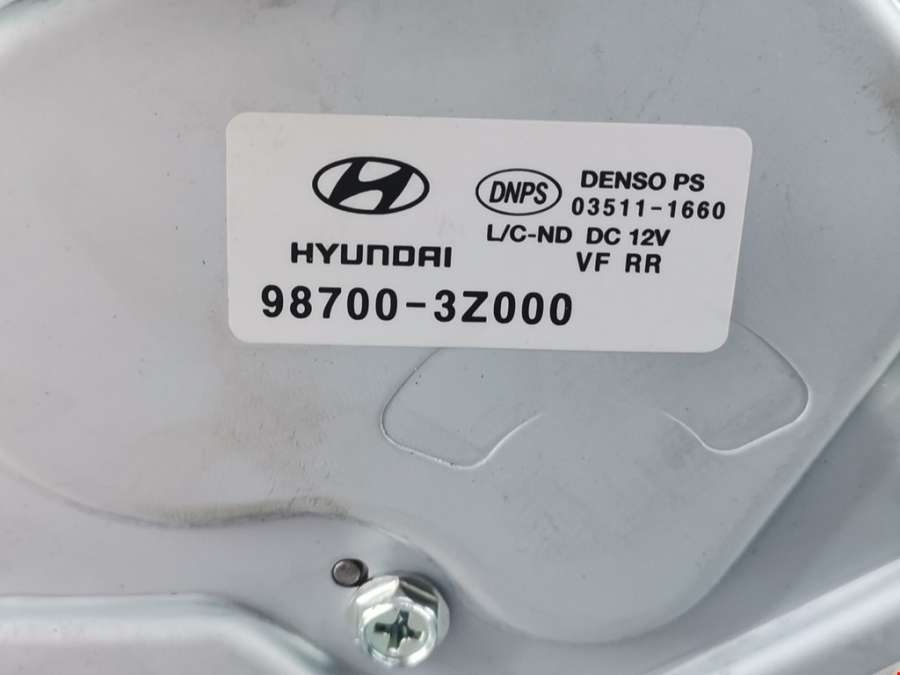 HYUNDAI
98700-3Z000
DNPS
DENSO PS
03511-1660
L/C-ND DC 12V
VF RR